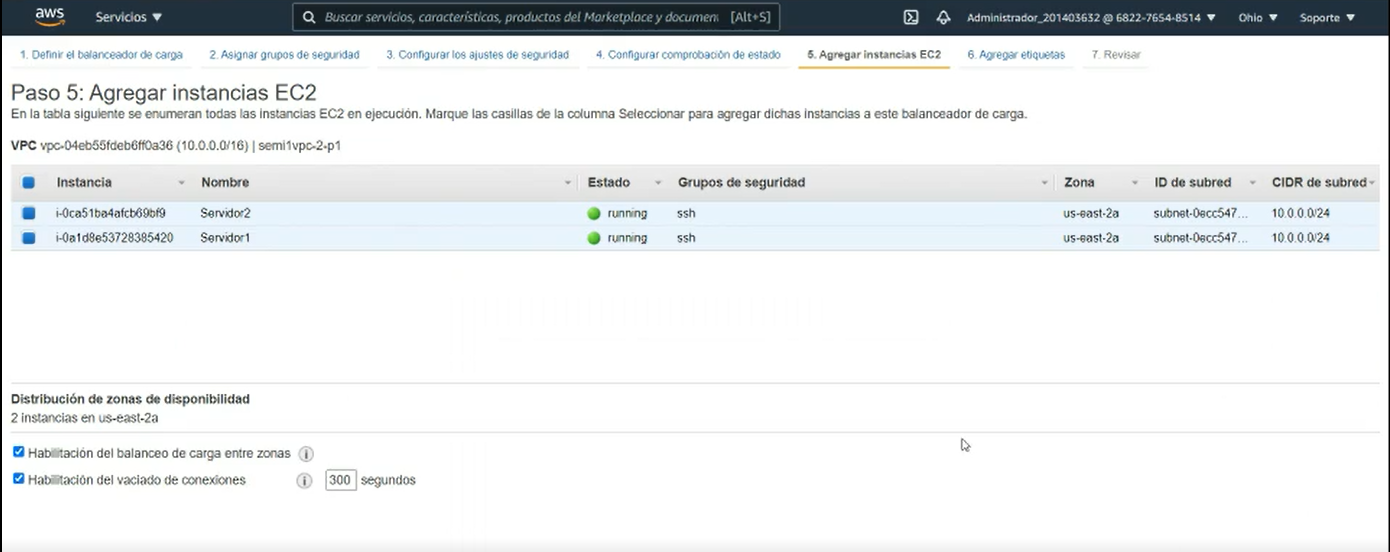 aws Servicios Buscar servicios, características, productos del Marketplace y documen [Alt+S] Administrador_201403632 @ 6822-7654-8514 Ohio Soporte
1. Definir el balanceador de carga 2. Asignar grupos de seguridad 3. Configurar los ajustes de seguridad 4. Configurar comprobación de estado 5. Agregar instancias EC2 6. Agregar etiquetas 7. Revisar
Paso 5: Agregar instancias EC2
En la tabla siguiente se enumeran todas las instancias EC2 en ejecución. Marque las casillas de la columna Seleccionar para agregar dichas instancias a este balanceador de carga.
VPC vpc-04eb55fdeb6ff0a36 (10.0.0.0/16) | semi1vpc-2-p1
Instancia Nombre Estado Grupos de seguridad Zona ID de subred CIDR de subred
i-0ca51ba4afcb69bf9 Servidor2 running ssh us-east-2a subnet-0ecc547... 10.0.0.0/24
i-0a1d8e53728385420 Servidor1 running ssh us-east-2a subnet-0ecc547... 10.0.0.0/24
Distribución de zonas de disponibilidad
2 instancias en us-east-2a
Habilitación del balanceo de carga entre zonas
Habilitación del vaciado de conexiones 300 segundos